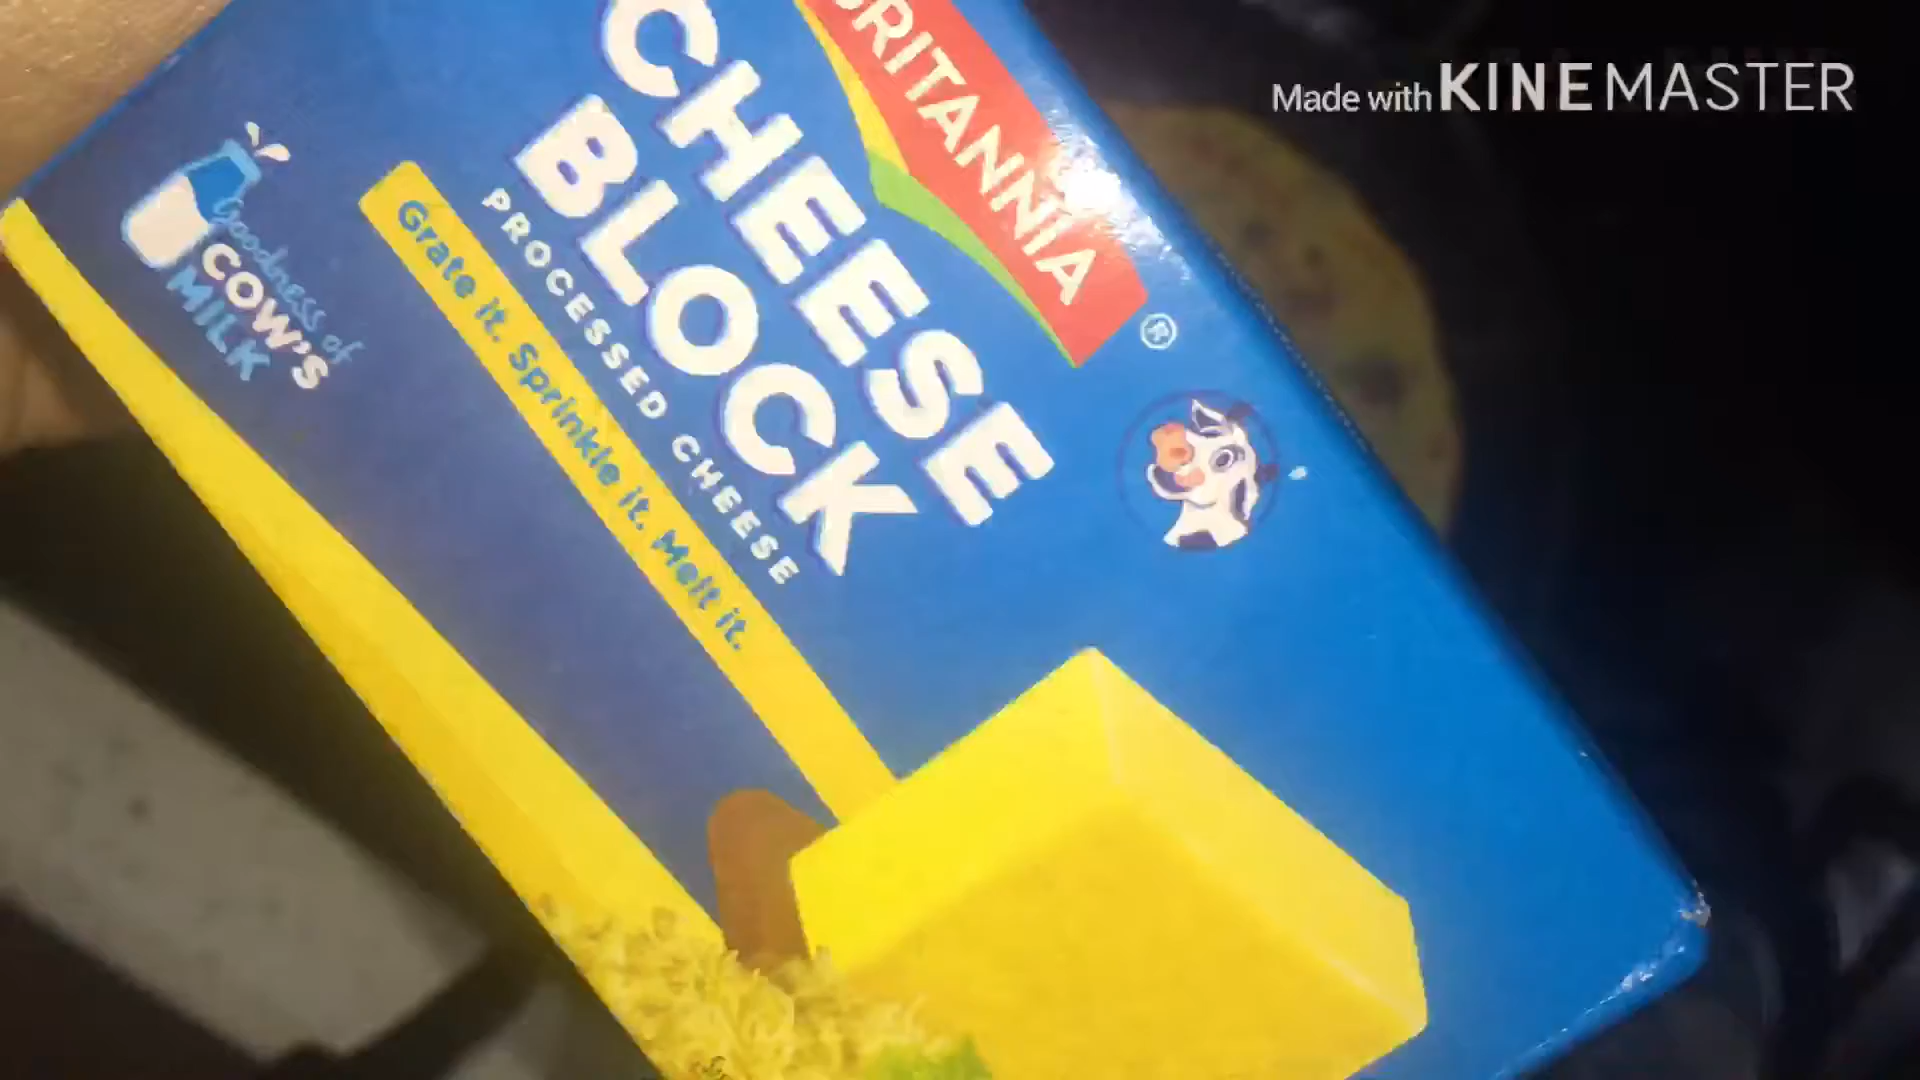 Made with KINEMASTER
BRITANNIA
®
CHEESE
BLOCK
PROCESSED CHEESE
Grate it. Sprinkle it. Melt it.
Goodness of
COW'S
MILK